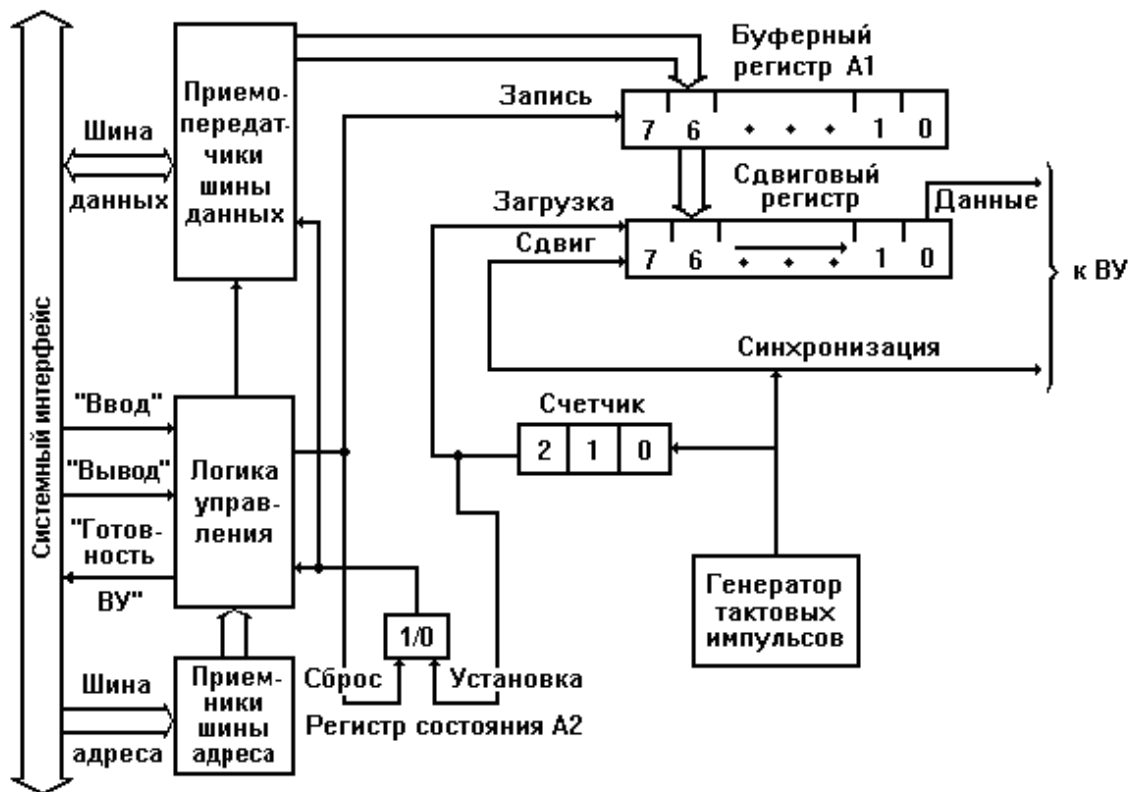 Системный интерфейс
Приемо-
передат-
чики
шины
данных
Шина
данных
Буферный
регистр А1
Запись
7 6 1 0
Сдвиговый
регистр
Загрузка
Сдвиг
7 6 1 0
Данные
к ВУ
Синхронизация
Счетчик
2 1 0
"Ввод"
"Вывод"
"Готов-
ность
ВУ"
Логика
управ-
ления
Генератор
тактовых
импульсов
1/0
Сброс
Установка
Регистр состояния А2
Шина
адреса
Прием-
ники
шины
адреса